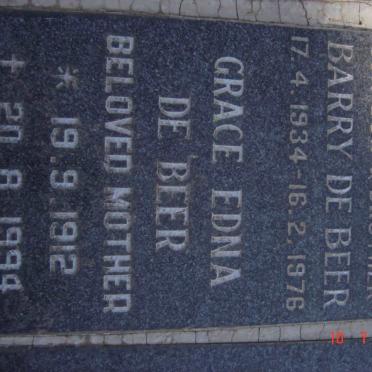 BARRY DE BEER
17.4.1934-16.2.1976
GRACE EDNA
DE BEER
BELOVED MOTHER
* 19.9.1912
+ 20.8.1994